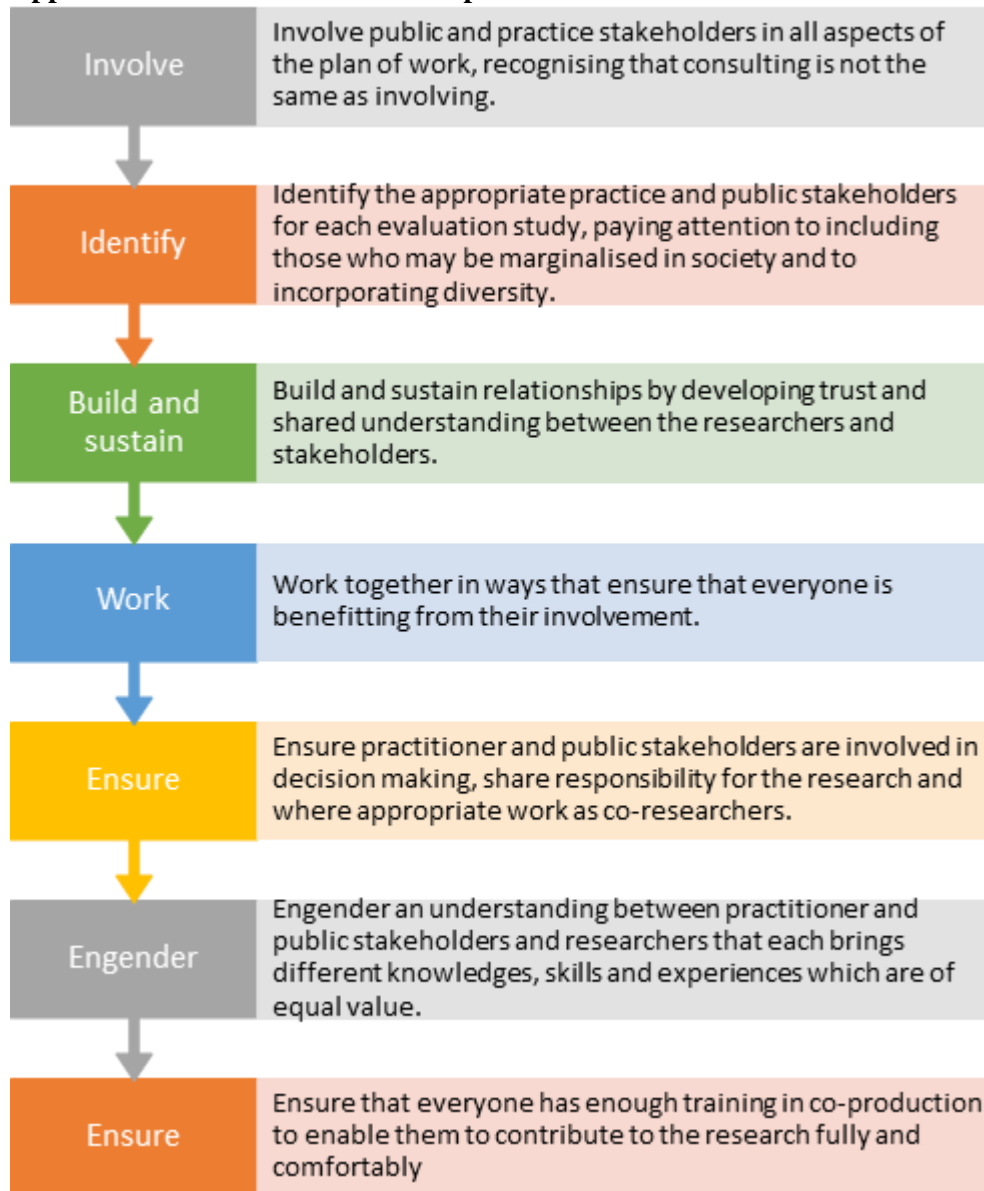 Involve
Involve public and practice stakeholders in all aspects of
the plan of work, recognising that consulting is not the
same as involving.
Identify
Identify the appropriate practice and public stakeholders
for each evaluation study, paying attention to including
those who may be marginalised in society and to
incorporating diversity.
Build and
sustain
Build and sustain relationships by developing trust and
shared understanding between the researchers and
stakeholders.
Work
Work together in ways that ensure that everyone is
benefitting from their involvement.
Ensure
Ensure practitioner and public stakeholders are involved in
decision making, share responsibility for the research and
where appropriate work as co-researchers.
Engender
Engender an understanding between practitioner and
public stakeholders and researchers that each brings
different knowledges, skills and experiences which are of
equal value.
Ensure
Ensure that everyone has enough training in co-production
to enable them to contribute to the research fully and
comfortably